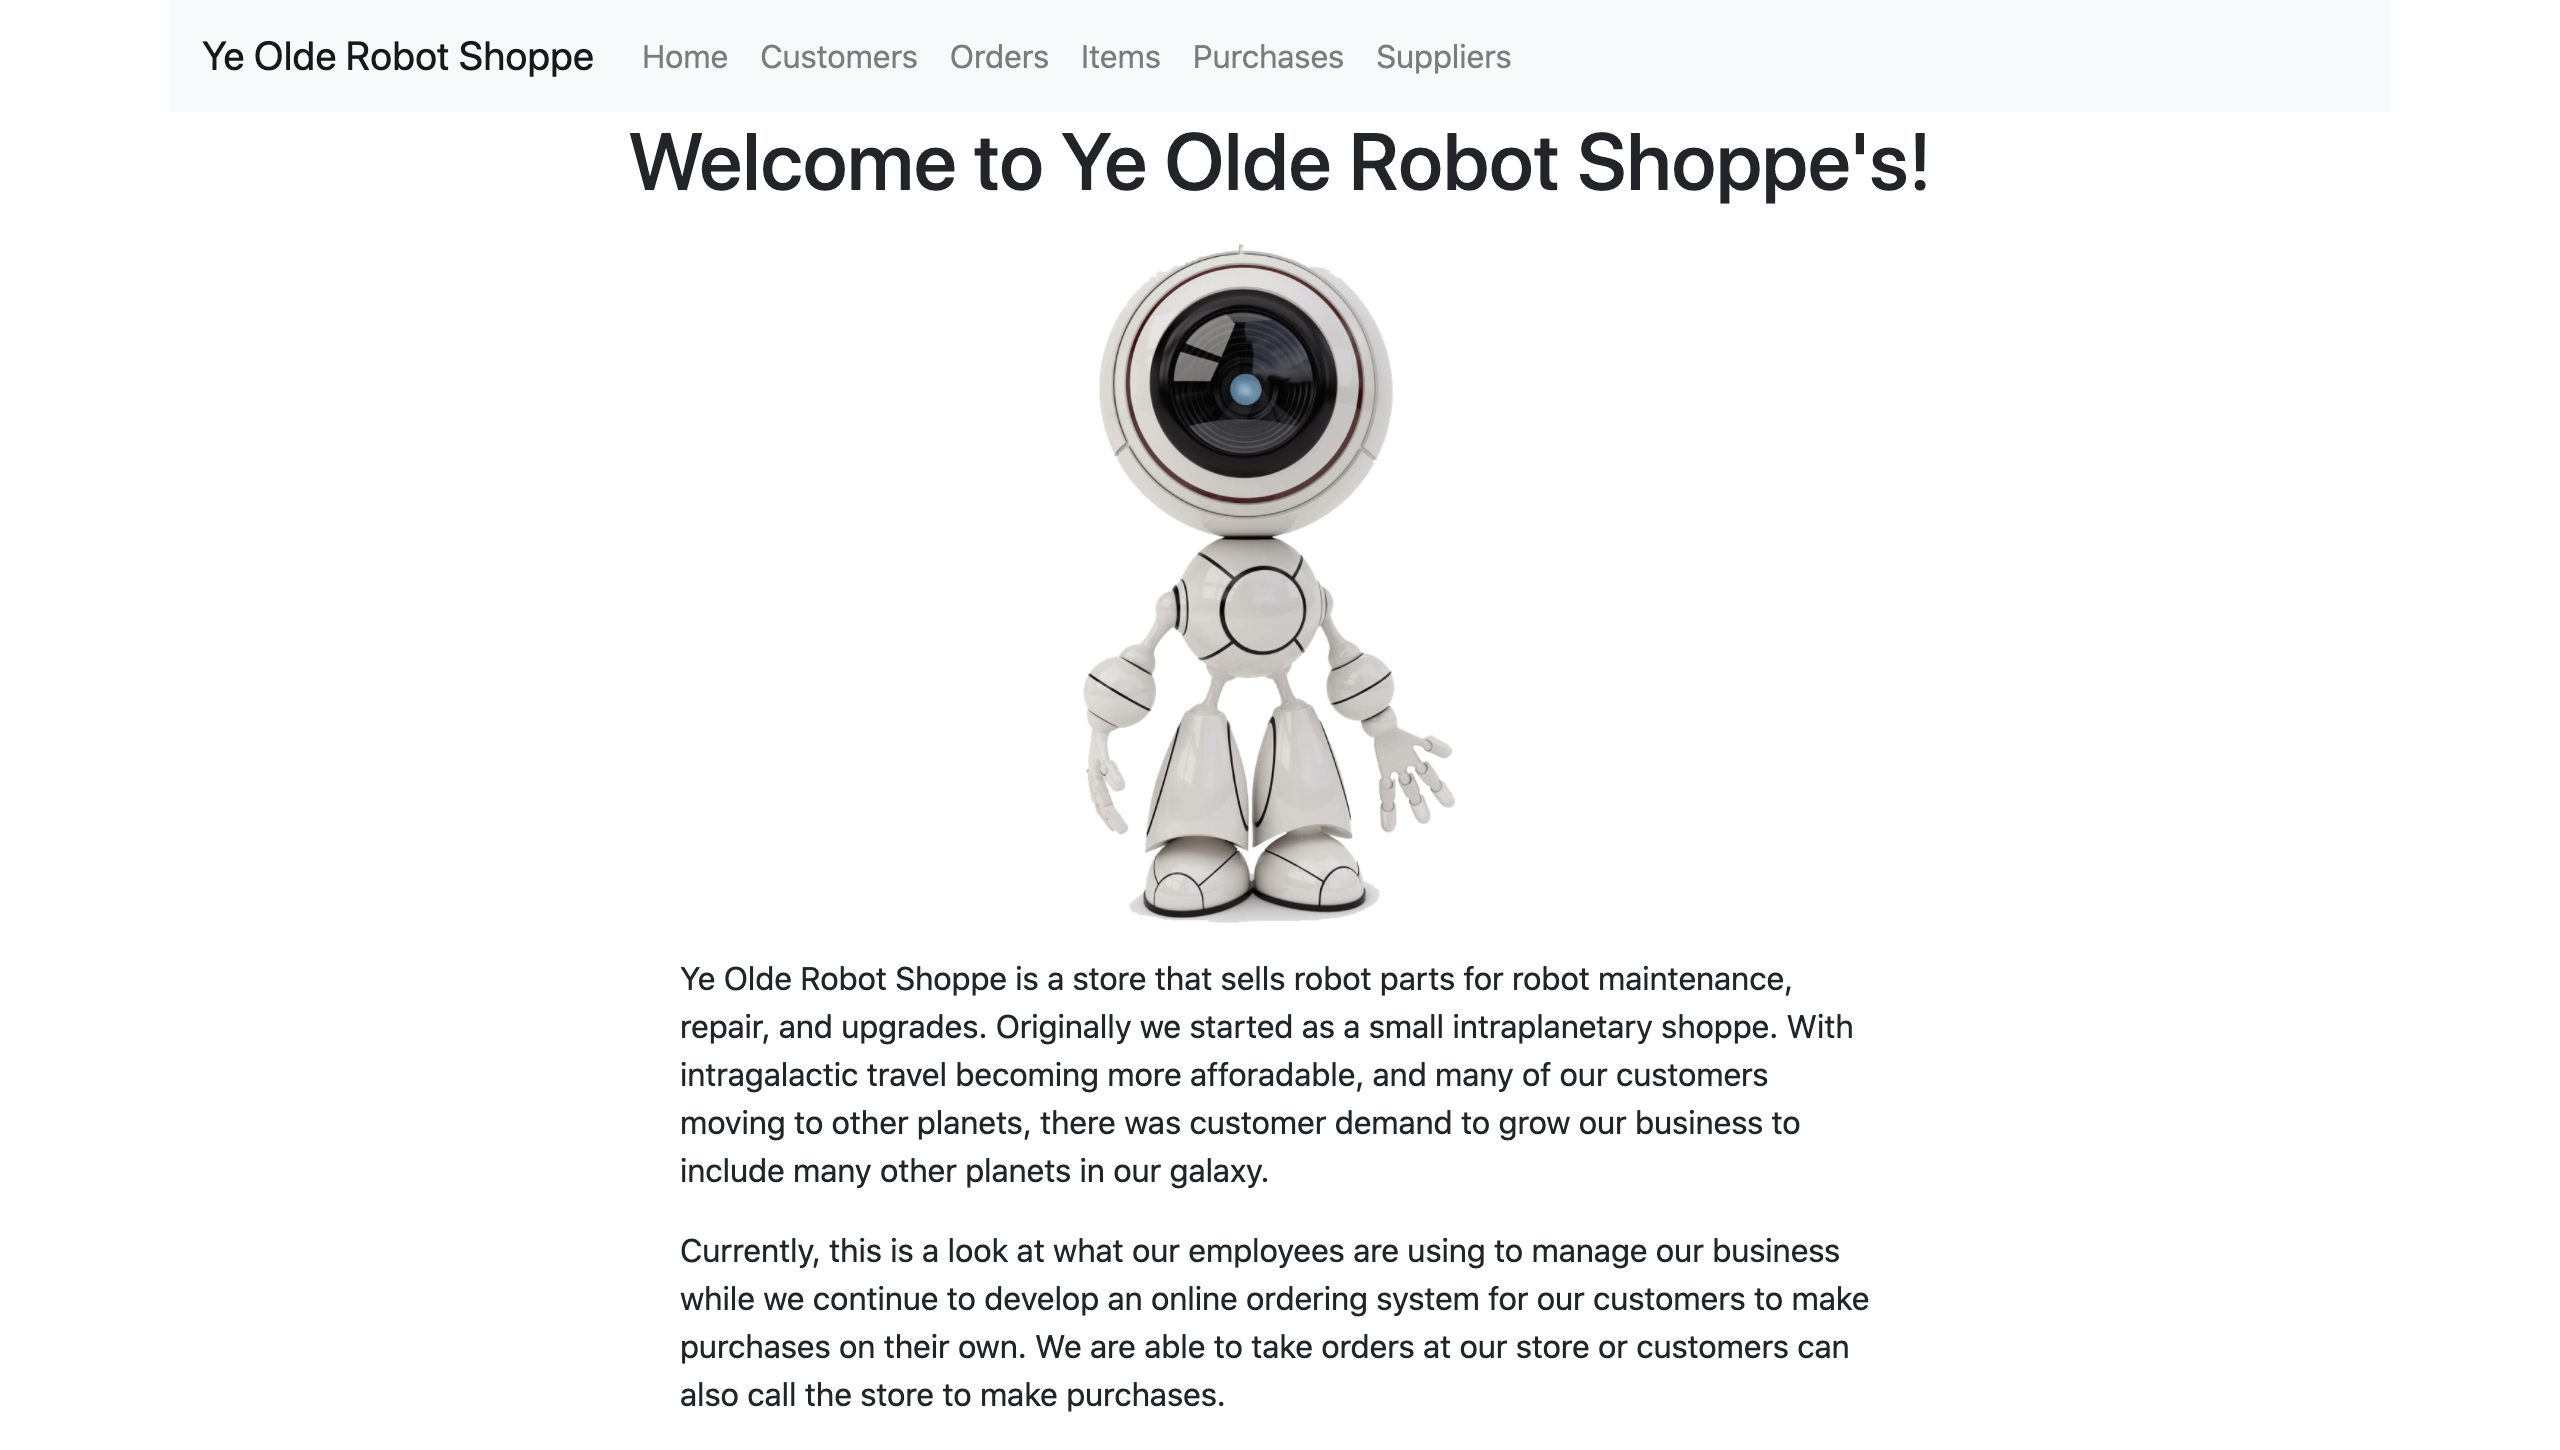 Ye Olde Robot Shoppe Home Customers Orders Items Purchases Suppliers
Welcome to Ye Olde Robot Shoppe's!
Ye Olde Robot Shoppe is a store that sells robot parts for robot maintenance,
repair, and upgrades. Originally we started as a small intraplanetary shoppe. With
intragalactic travel becoming more afforadable, and many of our customers
moving to other planets, there was customer demand to grow our business to
include many other planets in our galaxy.
Currently, this is a look at what our employees are using to manage our business
while we continue to develop an online ordering system for our customers to make
purchases on their own. We are able to take orders at our store or customers can
also call the store to make purchases.